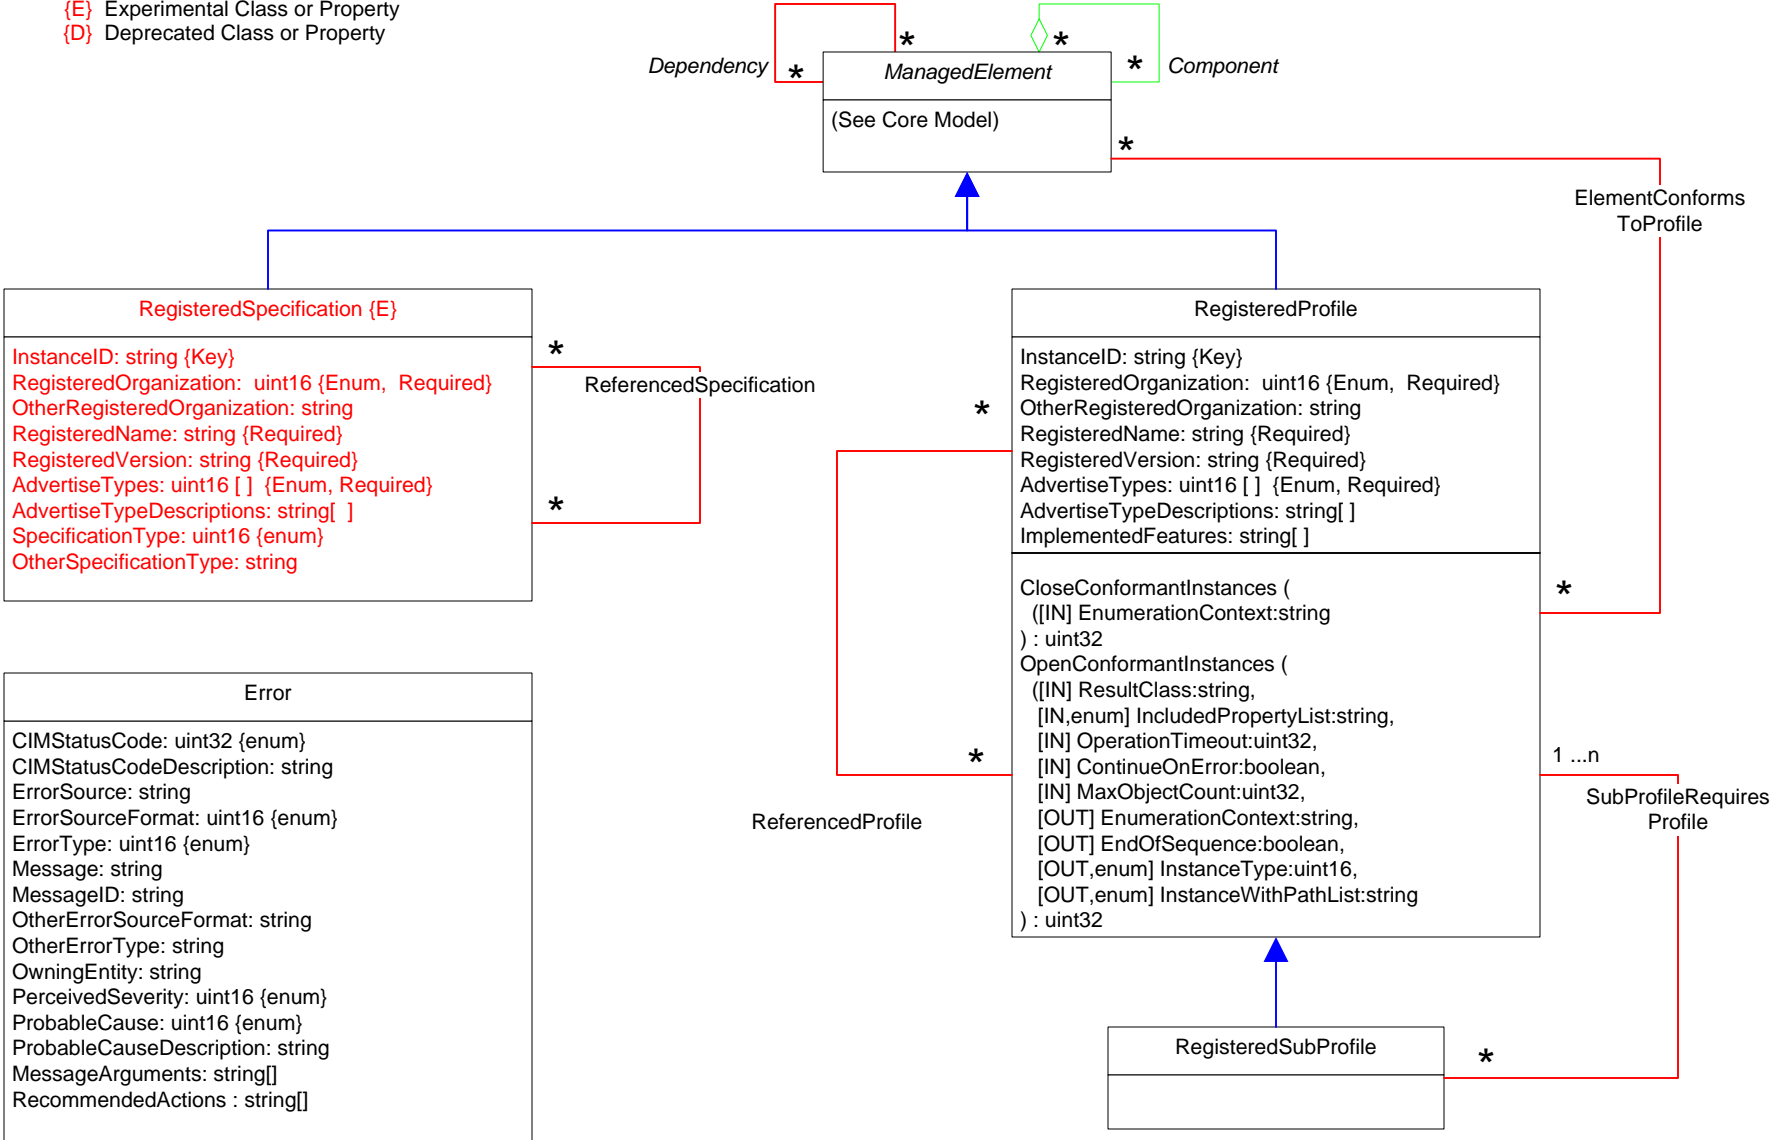 {E} Experimental Class or Property
{D} Deprecated Class or Property
*
*
Dependency
*
ManagedElement
*
Component
(See Core Model)
*
ElementConforms
ToProfile
RegisteredSpecification {E}
InstanceID: string {Key}
RegisteredOrganization:  uint16 {Enum,  Required}
OtherRegisteredOrganization: string
RegisteredName: string {Required}
RegisteredVersion: string {Required}
AdvertiseTypes: uint16 [ ]  {Enum, Required}
AdvertiseTypeDescriptions: string[  ]
SpecificationType: uint16 {enum}
OtherSpecificationType: string
*
ReferencedSpecification
*
RegisteredProfile
InstanceID: string {Key}
RegisteredOrganization:  uint16 {Enum,  Required}
OtherRegisteredOrganization: string
RegisteredName: string {Required}
RegisteredVersion: string {Required}
AdvertiseTypes: uint16 [ ]  {Enum, Required}
AdvertiseTypeDescriptions: string[ ]
ImplementedFeatures: string[ ]
CloseConformantInstances (
([IN] EnumerationContext:string
) : uint32
OpenConformantInstances (
([IN] ResultClass:string,
[IN,enum] IncludedPropertyList:string,
[IN] OperationTimeout:uint32,
[IN] ContinueOnError:boolean,
[IN] MaxObjectCount:uint32,
[OUT] EnumerationContext:string,
[OUT] EndOfSequence:boolean,
[OUT,enum] InstanceType:uint16,
[OUT,enum] InstanceWithPathList:string
) : uint32
*
*
*
ReferencedProfile
1 ...n
SubProfileRequires
Profile
Error
CIMStatusCode: uint32 {enum}
CIMStatusCodeDescription: string
ErrorSource: string
ErrorSourceFormat: uint16 {enum}
ErrorType: uint16 {enum}
Message: string
MessageID: string
OtherErrorSourceFormat: string
OtherErrorType: string
OwningEntity: string
PerceivedSeverity: uint16 {enum}
ProbableCause: uint16 {enum}
ProbableCauseDescription: string
MessageArguments: string[]
RecommendedActions : string[]
RegisteredSubProfile
*